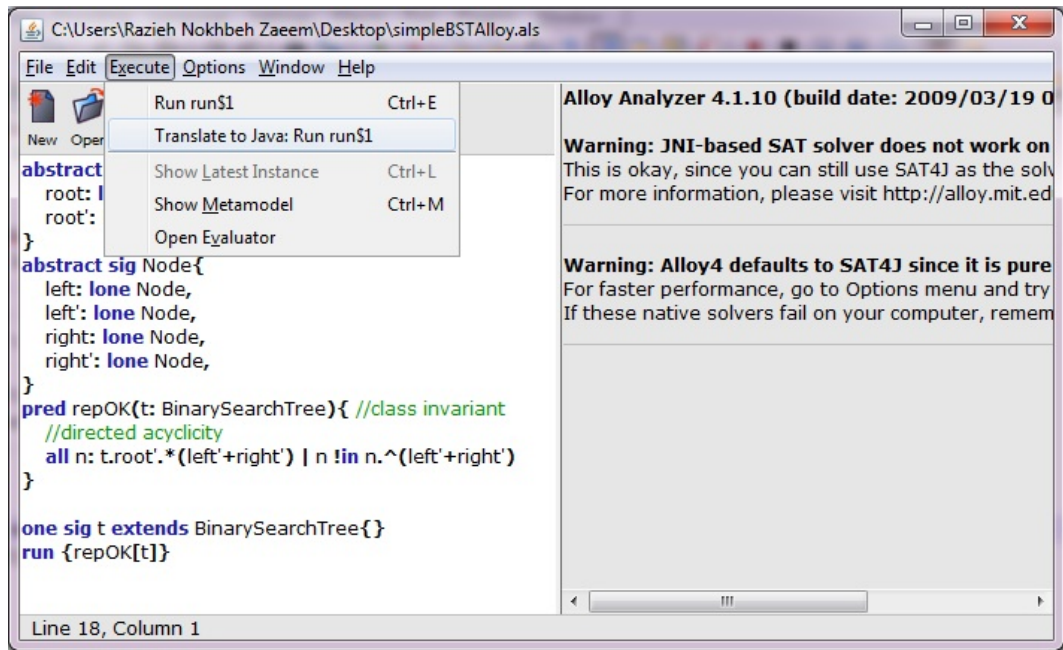 C:\Users\Razieh Nokhbeh Zaeem\Desktop\simpleBSTAlloy.als
File Edit Execute Options Window Help
New Open
Run run$1 Ctrl+E
Translate to Java: Run run$1
Show Latest Instance Ctrl+L
Show Metamodel Ctrl+M
Open Evaluator
abstract
root: l
root':
}
abstract sig Node{
left: lone Node,
left': lone Node,
right: lone Node,
right': lone Node,
}
pred repOK(t: BinarySearchTree){ //class invariant
//directed acyclicity
all n: t.root'.*(left'+right') | n !in n.^(left'+right')
}
one sig t extends BinarySearchTree{}
run {repOK[t]}
Alloy Analyzer 4.1.10 (build date: 2009/03/19 0
Warning: JNI-based SAT solver does not work on
This is okay, since you can still use SAT4J as the solv
For more information, please visit http://alloy.mit.ed
Warning: Alloy4 defaults to SAT4J since it is pure
For faster performance, go to Options menu and try
If these native solvers fail on your computer, remem
Line 18, Column 1